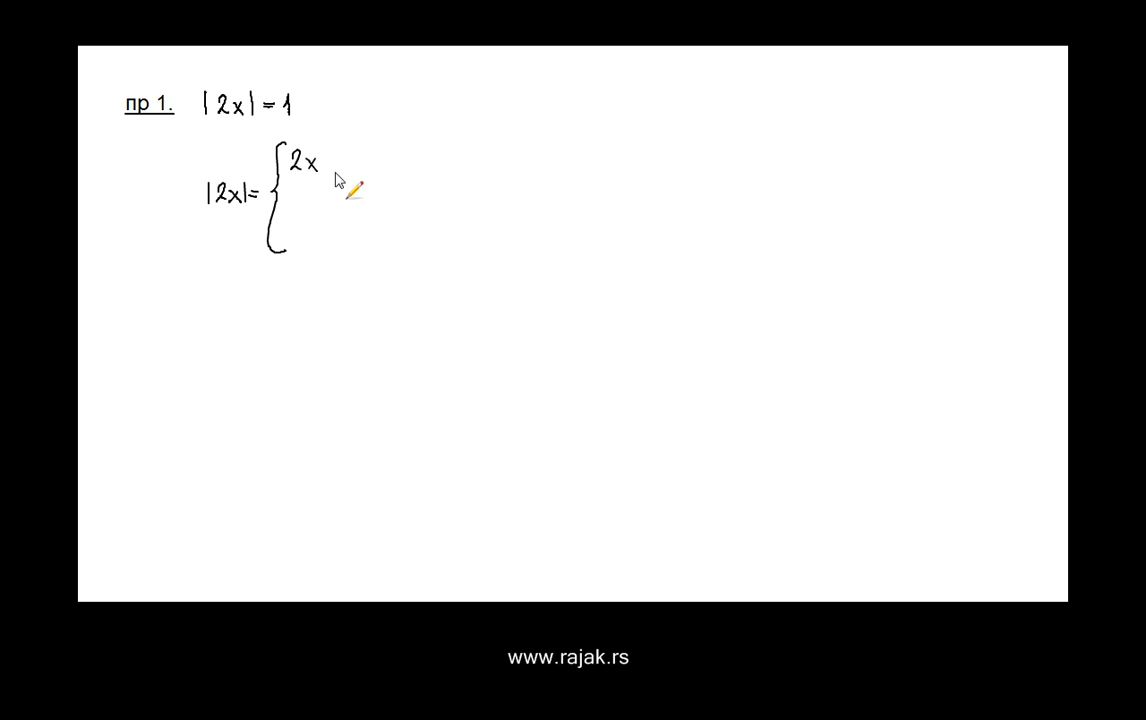 пр 1. |2x| = 1
|2x| = { 2x
www.rajak.rs